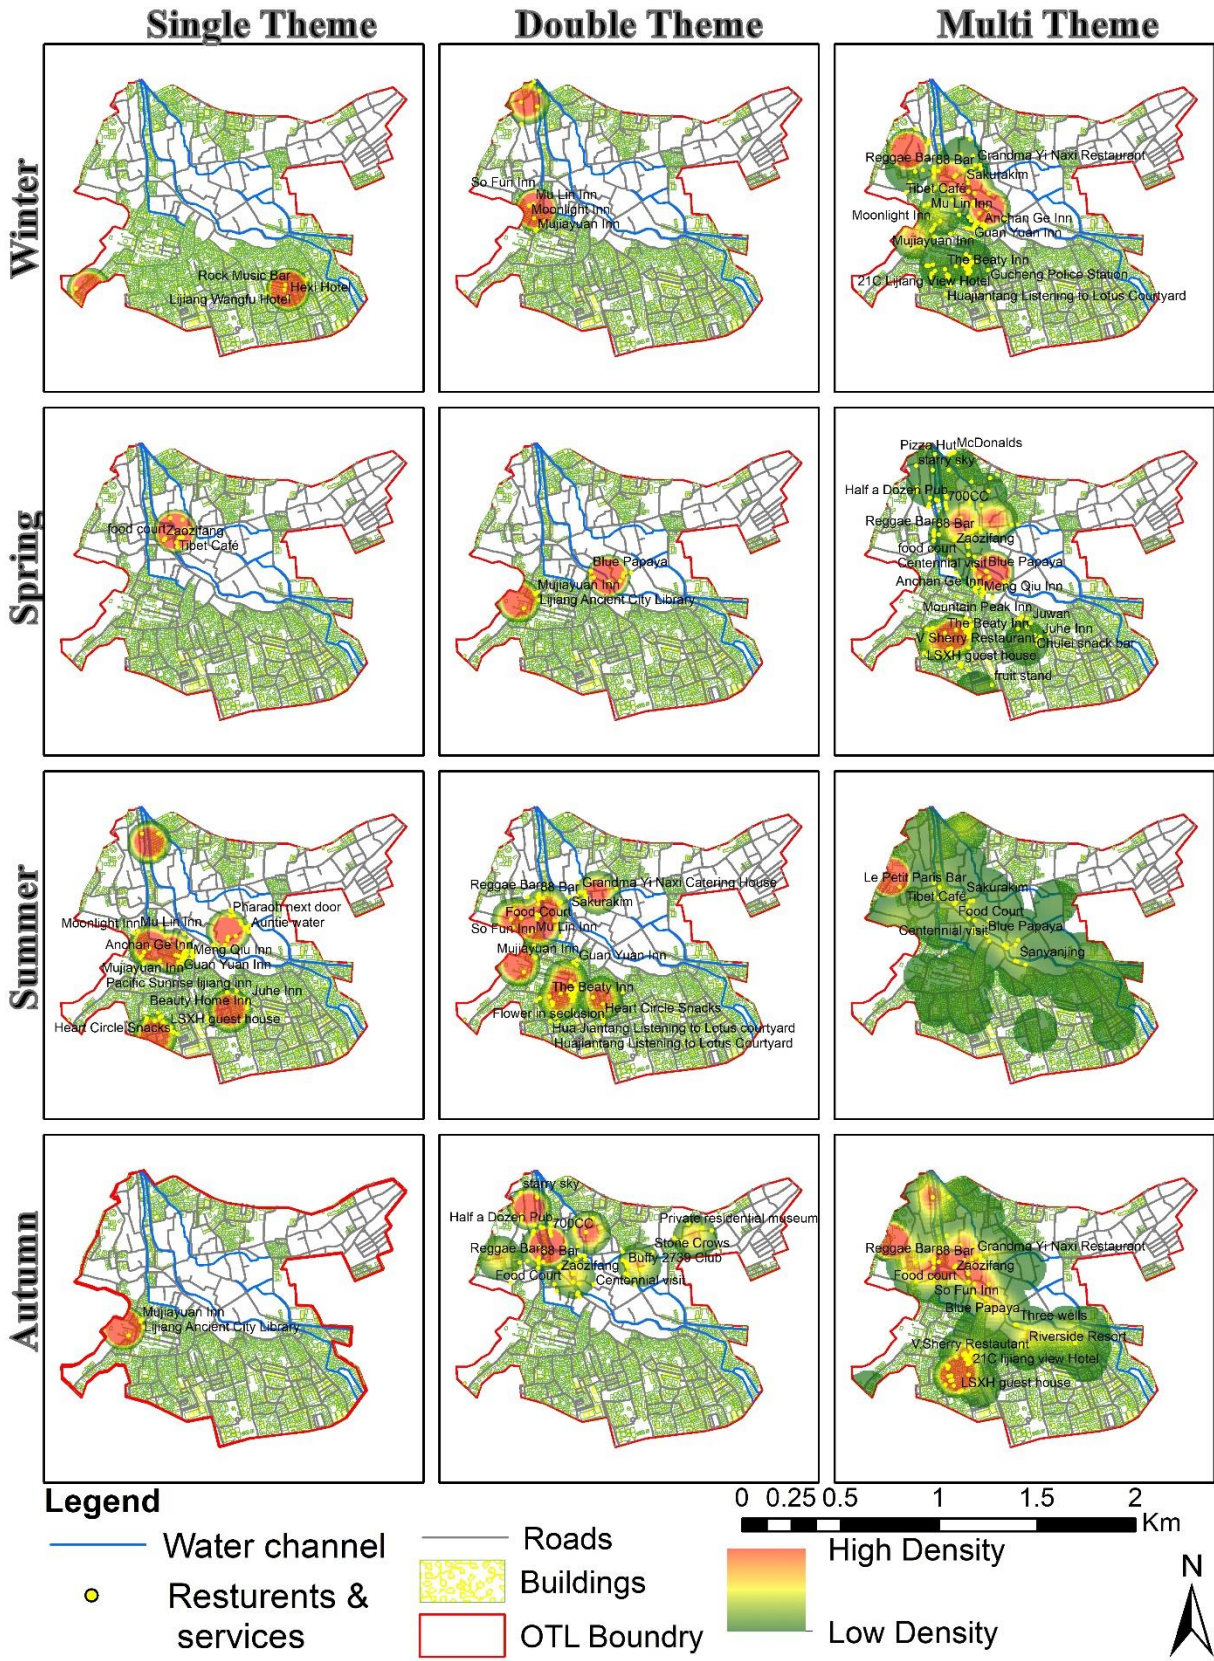 Single Theme
Double Theme
Multi Theme
Winter
Rock Music Bar
Hexi Hotel
Lijiang Wangfu Hotel
So Fun Inn
Mu Lin Inn
Moonlight Inn
Mujiayuan Inn
Reggae Bar
88 Bar
Grandma Yi Naxi Restaurant
Sakurakim
Tibet Café
Mu Lin Inn
Moonlight Inn
Anchan Ge Inn
Guan Yuan Inn
Mujiayuan Inn
The Beaty Inn
Gucheng Police Station
21C Lijiang View Hotel
Huajiantang Listening to Lotus Courtyard
Spring
food court
Zaozifang
Tibet Café
Blue Papaya
Mujiayuan Inn
Lijiang Ancient City Library
Pizza Hut
McDonalds
starry sky
Half a Dozen Pub
700CC
Reggae Bar
88 Bar
Zaozifang
food court
Centennial visit
Blue Papaya
Anchan Ge Inn
Meng Qiu Inn
Mountain Peak Inn
Juwan
The Beaty Inn
Juhe Inn
V Sherry Restaurant
Chulei snack bar
LSXH guest house
fruit stand
Summer
Pharaoh next door
Moonlight Inn
Mu Lin Inn
Auntie water
Anchan Ge Inn
Meng Qiu Inn
Mujiayuan Inn
Guan Yuan Inn
Pacific Sunrise lijiang inn
Juhe Inn
Beauty Home Inn
LSXH guest house
Heart Circle Snacks
Reggae Bar
88 Bar
Grandma Yi Naxi Catering House
Sakurakim
Food Court
So Fun Inn
Mu Lin Inn
Mujiayuan Inn
Guan Yuan Inn
The Beaty Inn
Heart Circle Snacks
Flower in seclusion
Hua Jiantang Listening to Lotus courtyard
Huajiantang Listening to Lotus Courtyard
Le Petit Paris Bar
Sakurakim
Tibet Café
Food Court
Blue Papaya
Centennial visit
Sanyanjing
Autumn
Mujiayuan Inn
Lijiang Ancient City Library
starry sky
Half a Dozen Pub
700CC
Private residential museum
Stone Crows
Reggae Bar
88 Bar
Buffy 2739 Club
Zaozifang
Food Court
Centennial visit
Reggae Bar
88 Bar
Grandma Yi Naxi Restaurant
Zaozifang
Food court
So Fun Inn
Blue Papaya
Three wells
Riverside Resort
V.Sherry Restautant
21C lijiang view Hotel
LSXH guest house
Legend
Water channel
Resturents &
services
Roads
Buildings
OTL Boundry
0 0.25 0.5 1 1.5 2
Km
High Density
Low Density
N